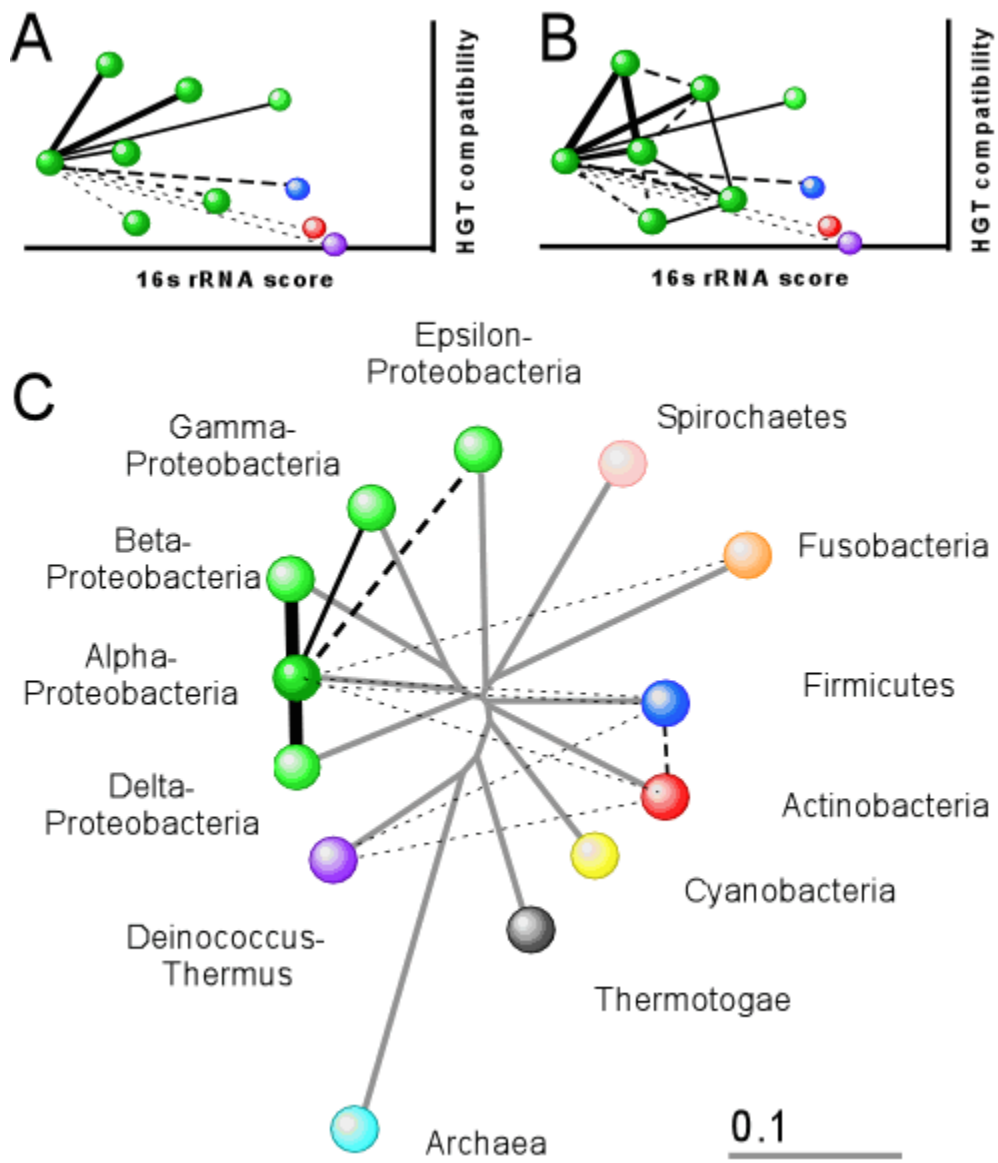 A
HGT compatibility
16s rRNA score
B
HGT compatibility
16s rRNA score
C
Epsilon-
Proteobacteria
Gamma-
Proteobacteria
Spirochaetes
Beta-
Proteobacteria
Fusobacteria
Alpha-
Proteobacteria
Firmicutes
Delta-
Proteobacteria
Actinobacteria
Cyanobacteria
Deinococcus-
Thermus
Thermotogae
Archaea
0.1